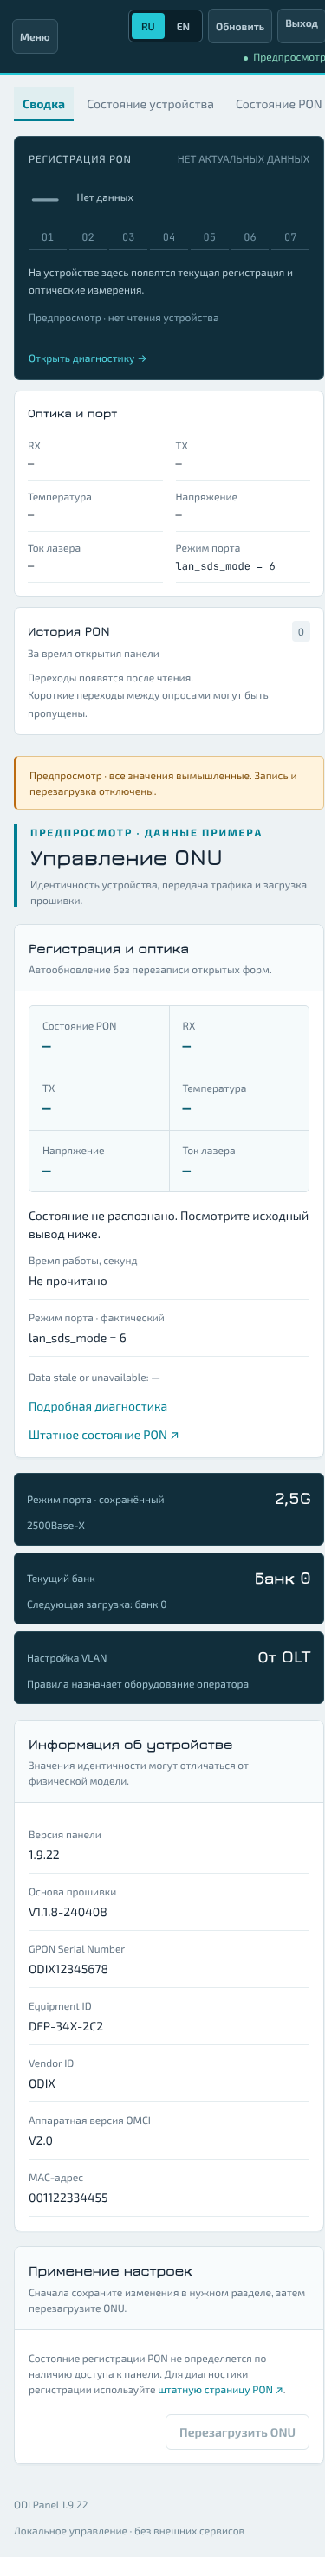 Меню
RU
EN
Обновить
Выход
Предпросмотр
Сводка
Состояние устройства
Состояние PON
РЕГИСТРАЦИЯ PON
НЕТ АКТУАЛЬНЫХ ДАННЫХ
—
Нет данных
01 02 03 04 05 06 07
На устройстве здесь появятся текущая регистрация и
оптические измерения.
Предпросмотр · нет чтения устройства
Открыть диагностику →
Оптика и порт
RX
—
TX
—
Температура
—
Напряжение
—
Ток лазера
—
Режим порта
lan_sds_mode = 6
История PON
0
За время открытия панели
Переходы появятся после чтения.
Короткие переходы между опросами могут быть
пропущены.
Предпросмотр · все значения вымышленные. Запись и
перезагрузка отключены.
ПРЕДПРОСМОТР · ДАННЫЕ ПРИМЕРА
Управление ONU
Идентичность устройства, передача трафика и загрузка
прошивки.
Регистрация и оптика
Автообновление без перезаписи открытых форм.
Состояние PON
—
RX
—
TX
—
Температура
—
Напряжение
—
Ток лазера
—
Состояние не распознано. Посмотрите исходный
вывод ниже.
Время работы, секунд
Не прочитано
Режим порта · фактический
lan_sds_mode = 6
Data stale or unavailable: —
Подробная диагностика
Штатное состояние PON ↗
Режим порта · сохранённый
2,5G
2500Base-X
Текущий банк
Банк 0
Следующая загрузка: банк 0
Настройка VLAN
От OLT
Правила назначает оборудование оператора
Информация об устройстве
Значения идентичности могут отличаться от
физической модели.
Версия панели
1.9.22
Основа прошивки
V1.1.8-240408
GPON Serial Number
ODIX12345678
Equipment ID
DFP-34X-2C2
Vendor ID
ODIX
Аппаратная версия OMCI
V2.0
MAC-адрес
001122334455
Применение настроек
Сначала сохраните изменения в нужном разделе, затем
перезагрузите ONU.
Состояние регистрации PON не определяется по
наличию доступа к панели. Для диагностики
регистрации используйте штатную страницу PON ↗.
Перезагрузить ONU
ODI Panel 1.9.22
Локальное управление · без внешних сервисов